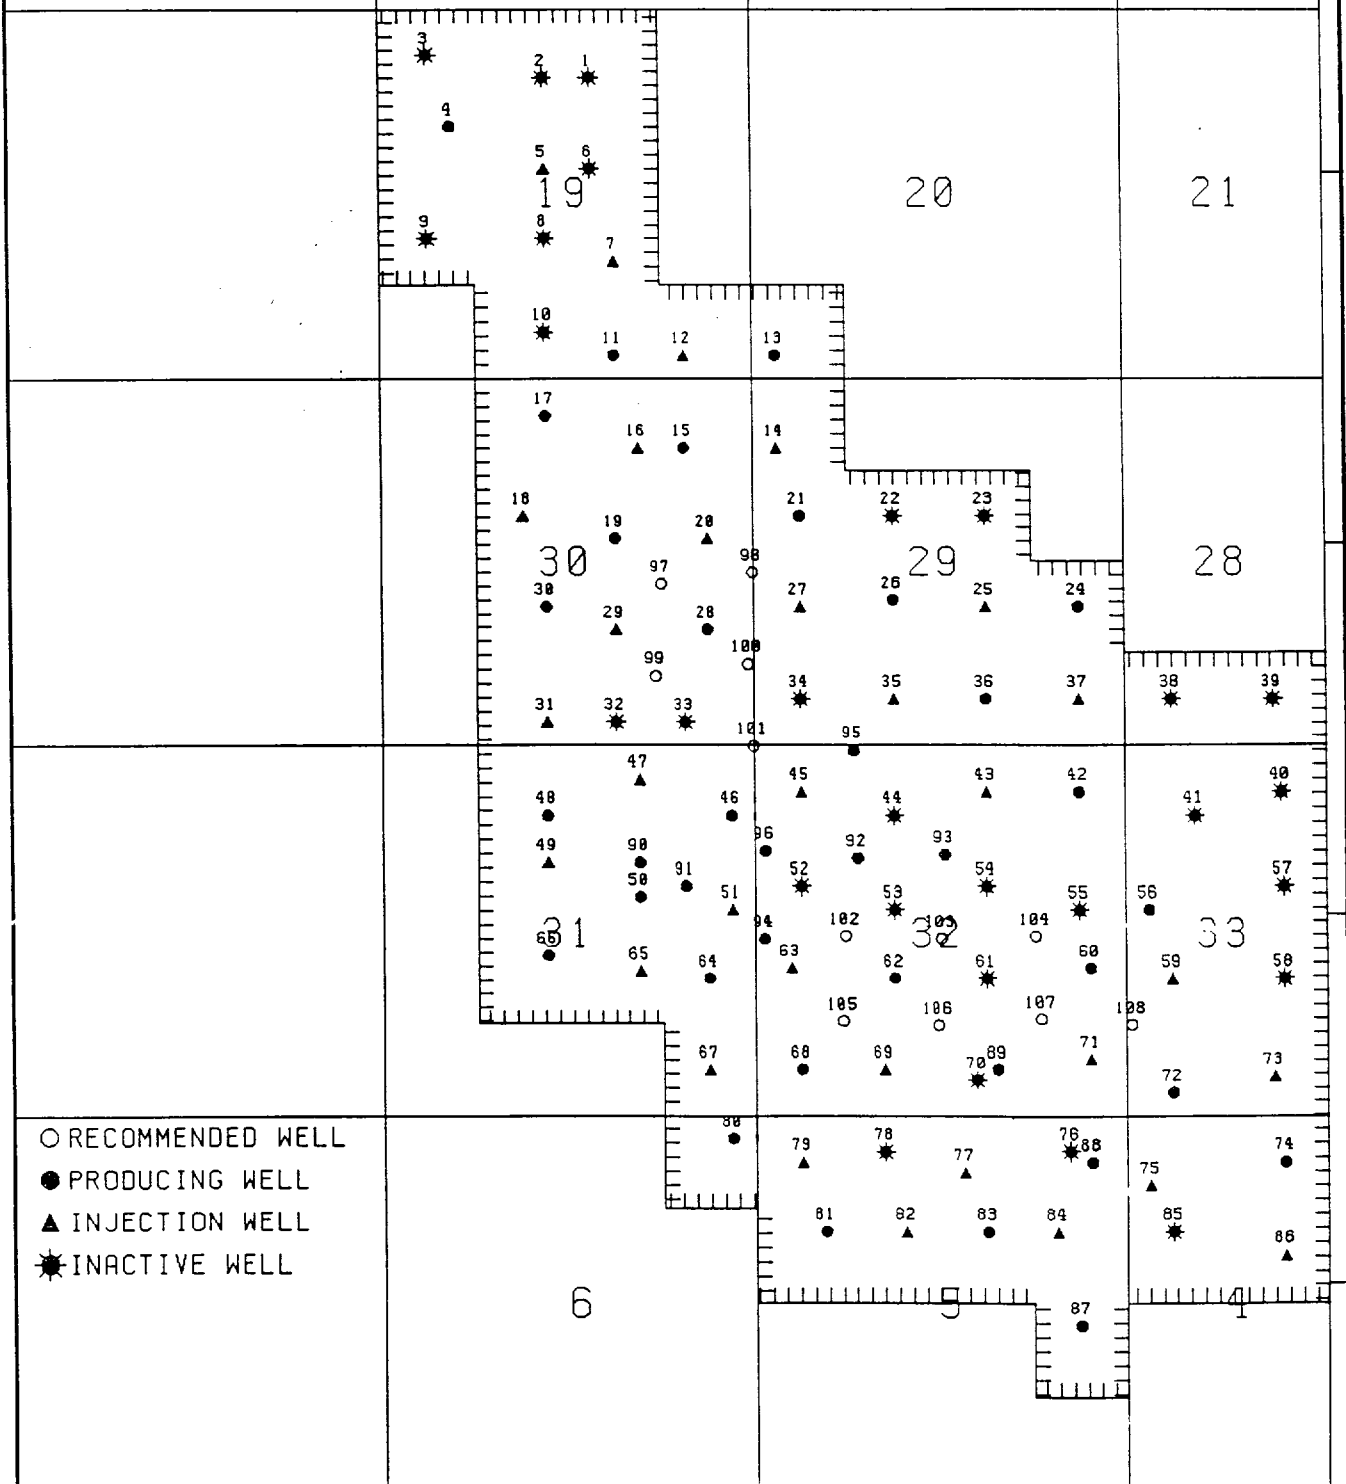 3
2 1
4
5 6
19 20 21
9 8 7
10
11 12 13
17
16 15 14
18 21 22 23
19 20
30 97 98 29 28
30 29 28 27 26 25 24
99 100
34 35 36 37 38 39
31 32 33
101 95
47 45 43 42 40
48 46 44 41
96
49 90 92 93
50 91 52 54 57
51 53 55 56
31 94 102 103 32 104 33
66 65 64 63 62 61 60 59 58
105 106 107 108
67 68 69 70 89 71 72 73
80
○ RECOMMENDED WELL 79 78 77 76 88 74
● PRODUCING WELL 75
▲ INJECTION WELL 81 82 83 84 85
INACTIVE WELL 86
6 5 4
87